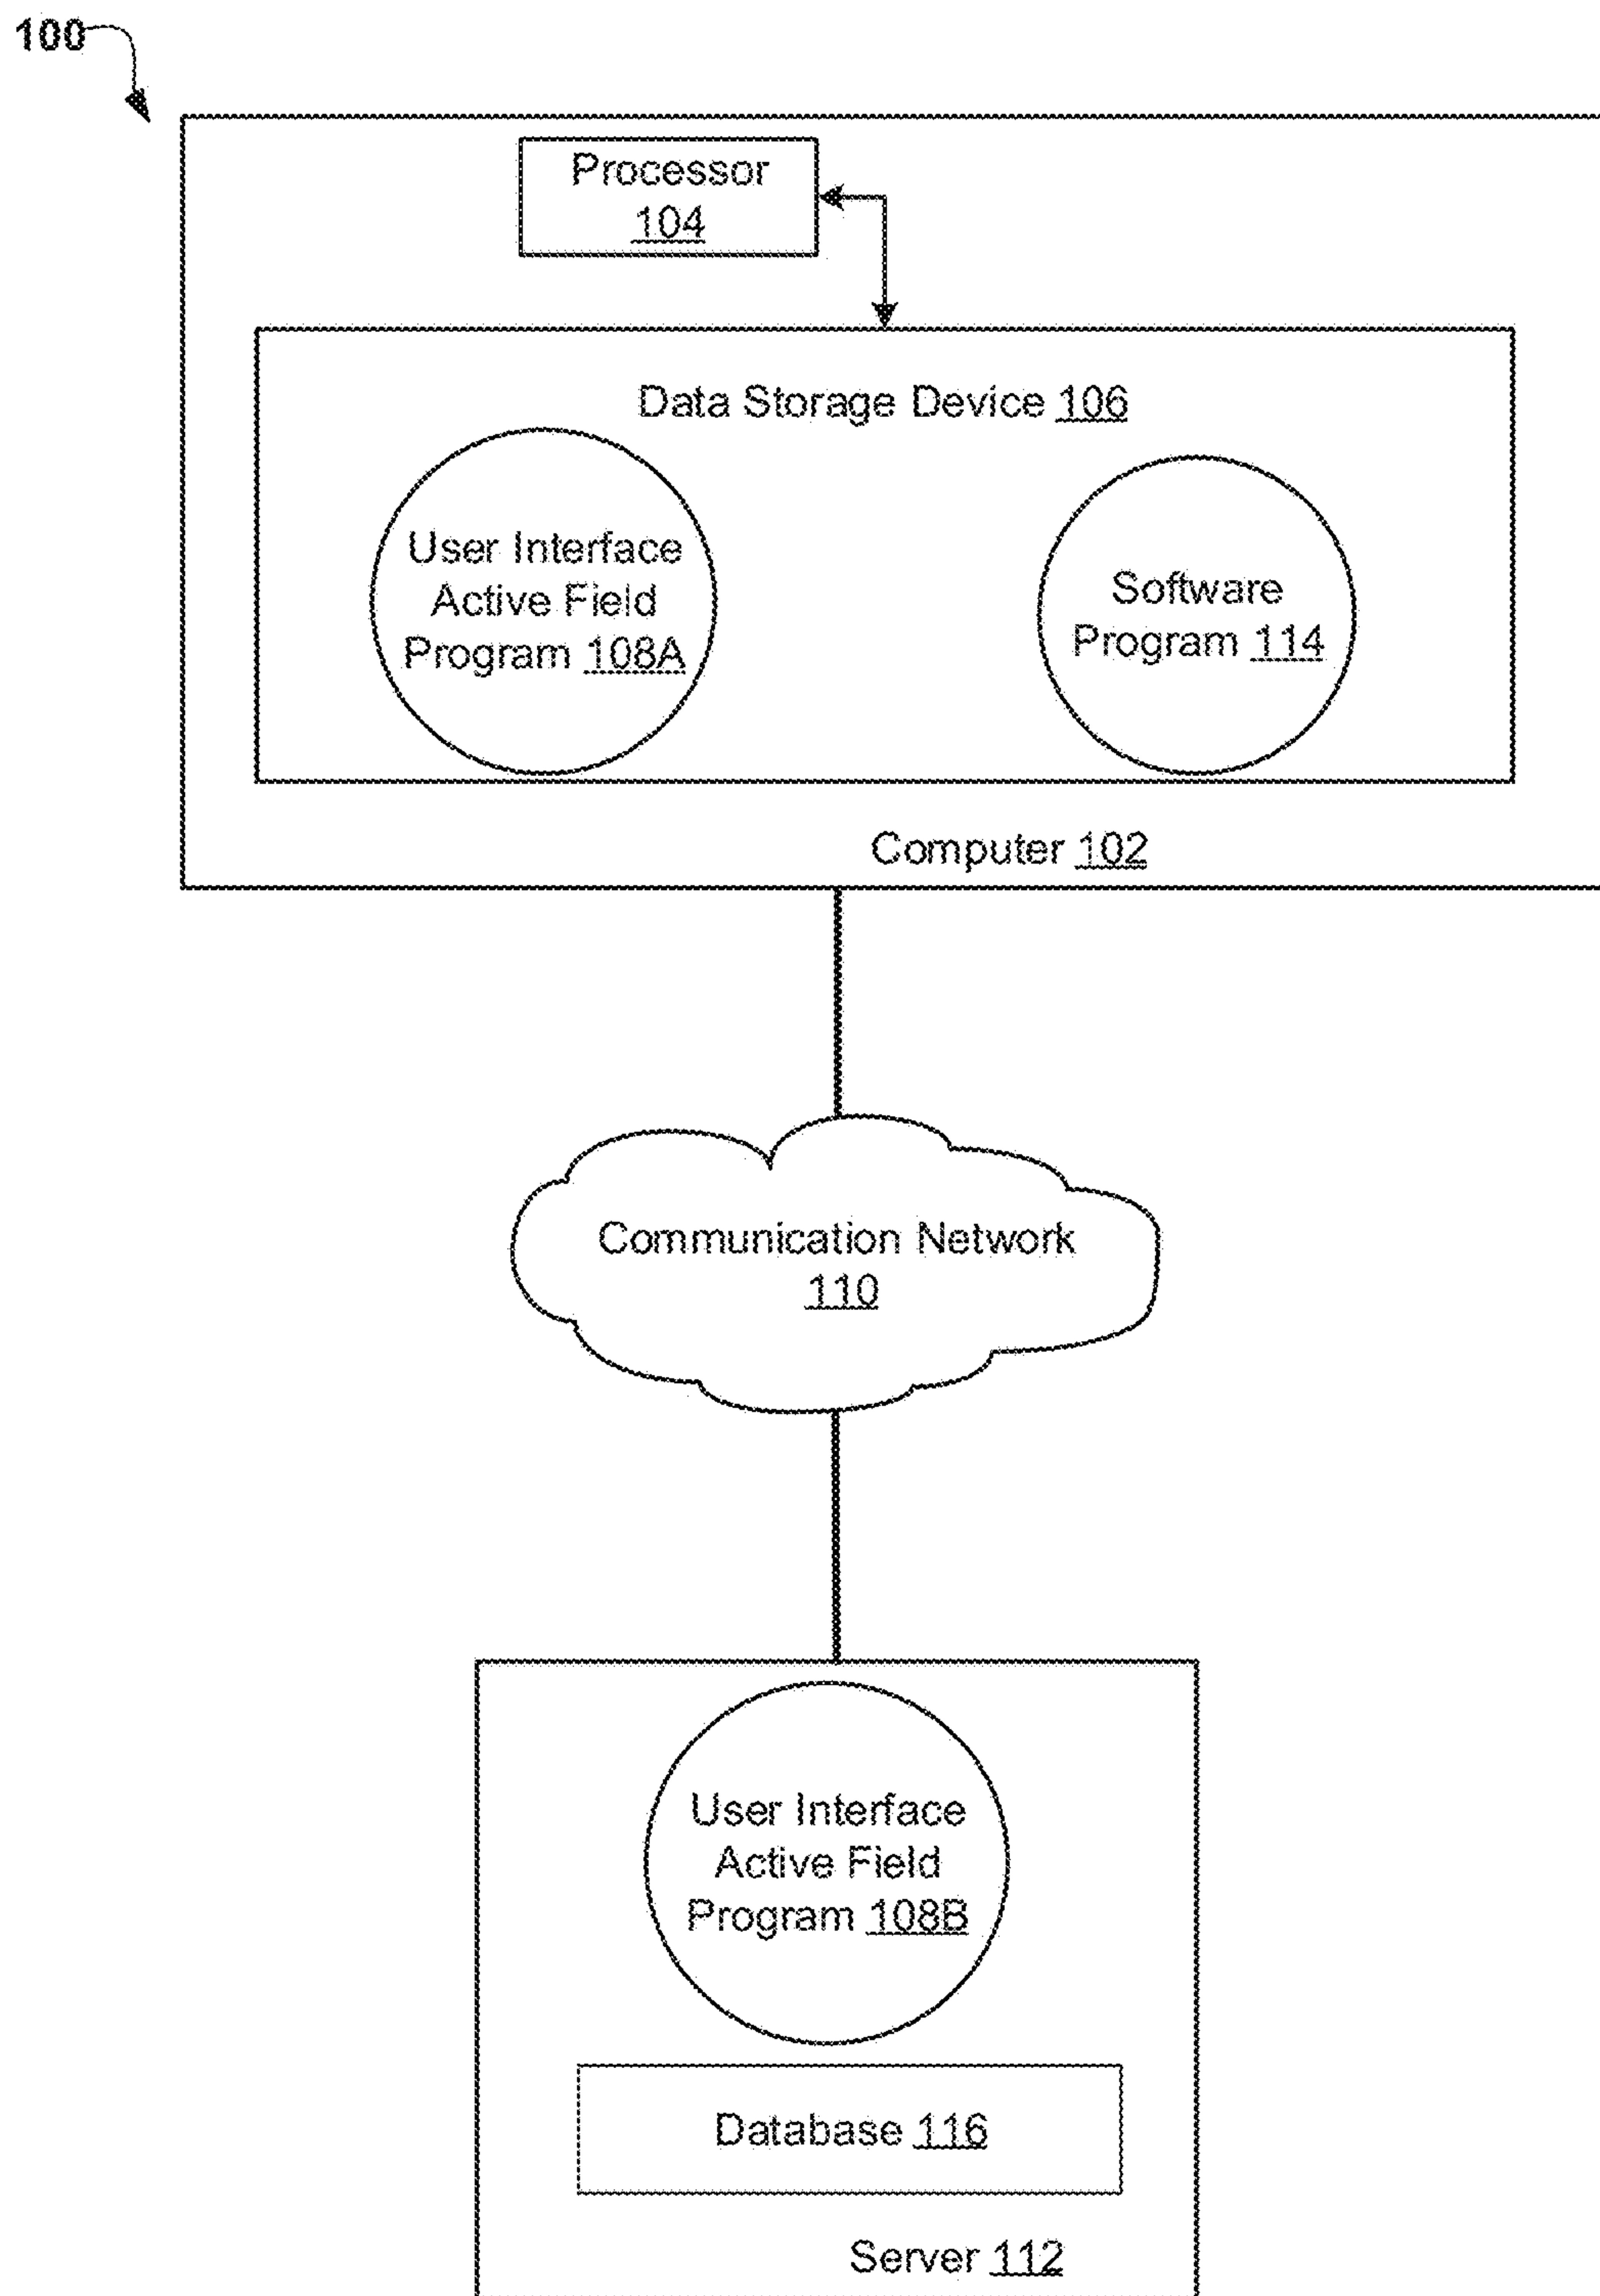 100
Processor
104
Data Storage Device 106
User Interface
Active Field
Program 108A
Software
Program 114
Computer 102
Communication Network
110
User Interface
Active Field
Program 108B
Database 116
Server 112